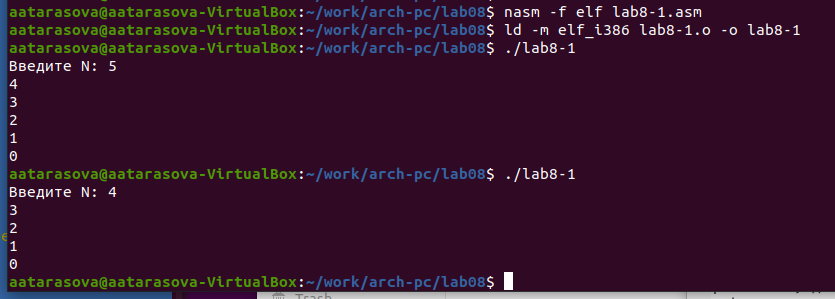 aatarasova@aatarasova-VirtualBox:~/work/arch-pc/lab08$ nasm -f elf lab8-1.asm
aatarasova@aatarasova-VirtualBox:~/work/arch-pc/lab08$ ld -m elf_i386 lab8-1.o -o lab8-1
aatarasova@aatarasova-VirtualBox:~/work/arch-pc/lab08$ ./lab8-1
Введите N: 5
4
3
2
1
0
aatarasova@aatarasova-VirtualBox:~/work/arch-pc/lab08$ ./lab8-1
Введите N: 4
3
2
1
0
aatarasova@aatarasova-VirtualBox:~/work/arch-pc/lab08$
Trash